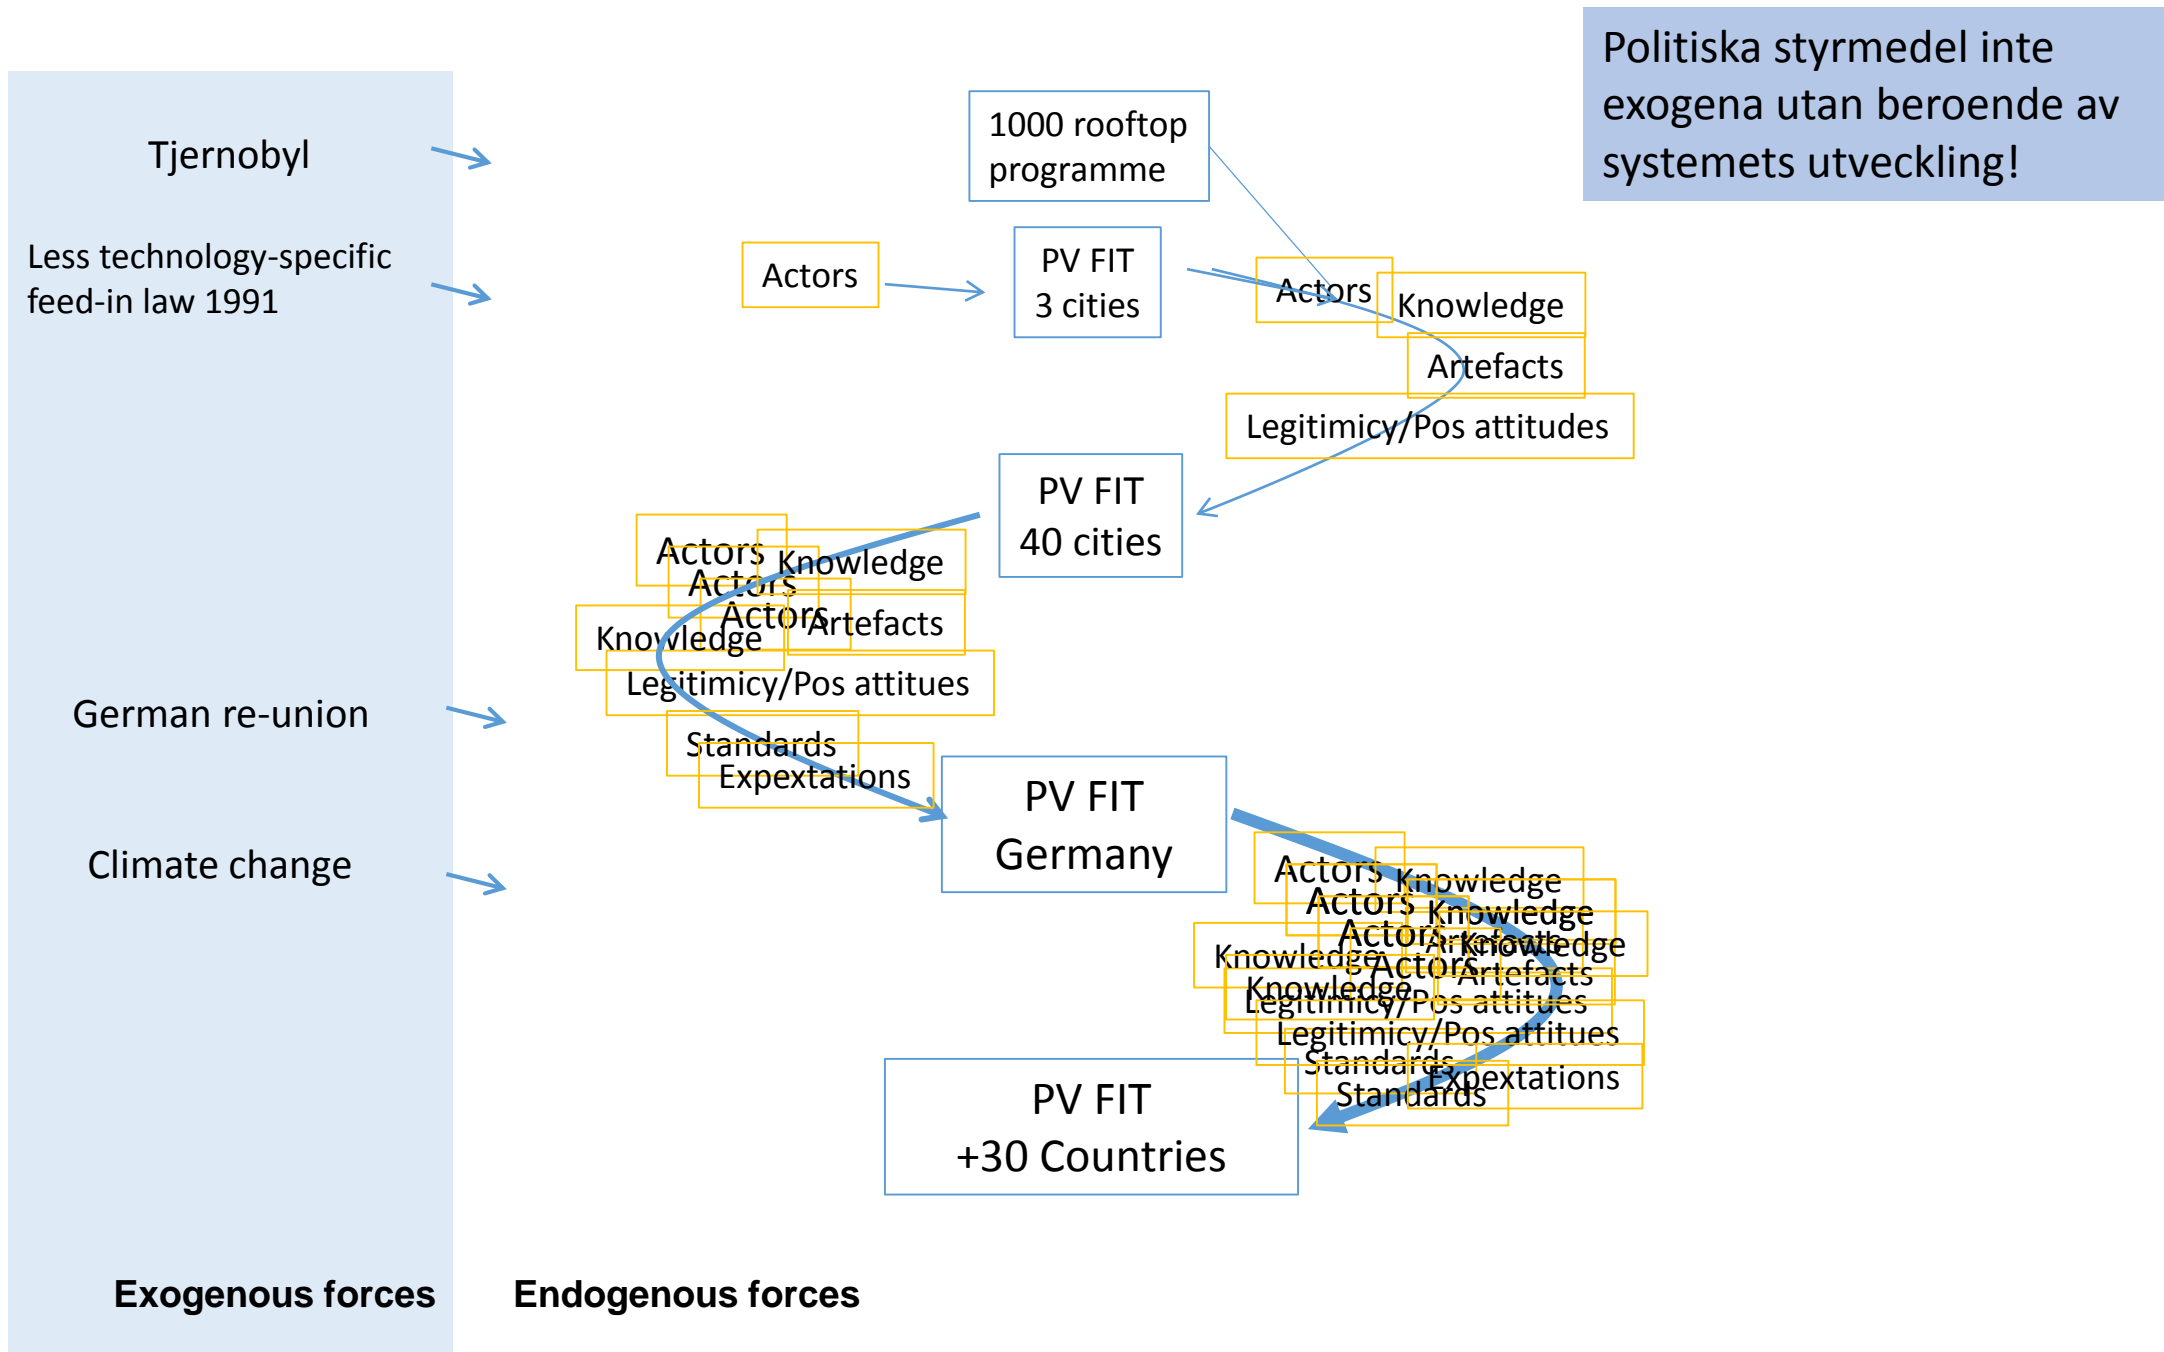 Politiska styrmedel inte
exogena utan beroende av
systemets utveckling!
Tjernobyl
Less technology-specific
feed-in law 1991
German re-union
Climate change
Exogenous forces
Endogenous forces
1000 rooftop
programme
Actors
PV FIT
3 cities
Actors
Knowledge
Artefacts
Legitimicy/Pos attitudes
PV FIT
40 cities
Actors
Knowledge
Actors
Actors
Artefacts
Knowledge
Legitimicy/Pos attitues
Standards
Expextations
PV FIT
Germany
Actors
Knowledge
Actors
Knowledge
Actors
Artefacts
Knowledge
Knowledge
Actors
Artefacts
Knowledge
Legitimicy/Pos attitues
Legitimicy/Pos attitues
Standards
Expextations
Standards
PV FIT
+30 Countries